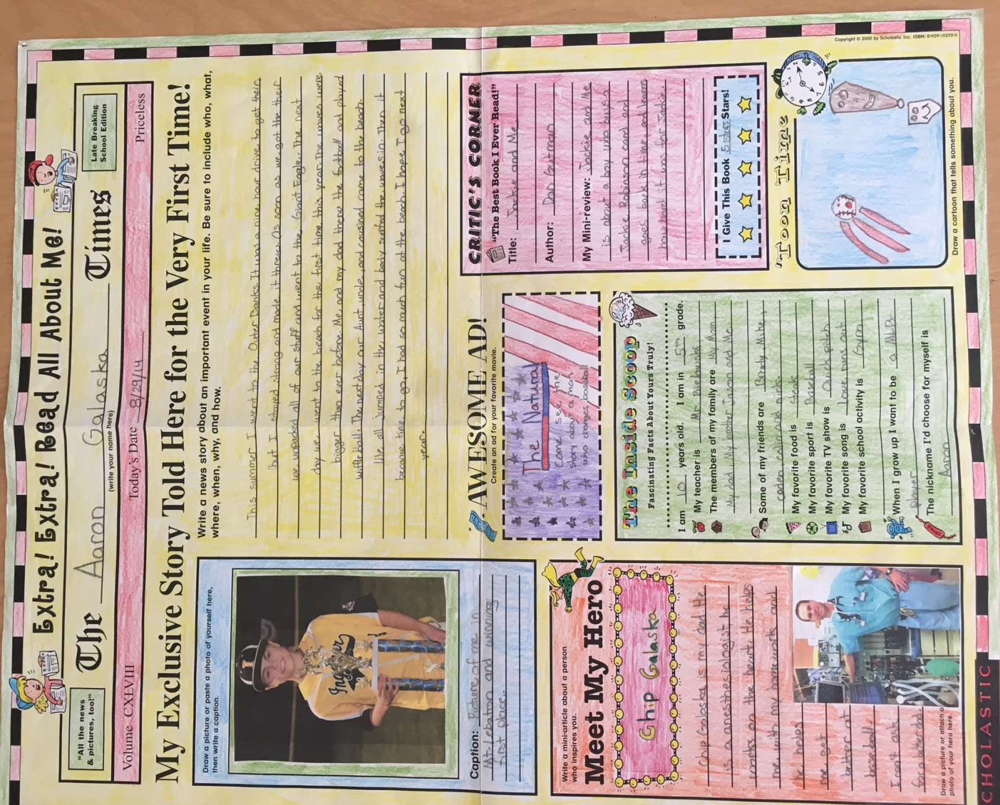 Extra! Extra! Read All About Me!
"All the news
& pictures, too!"
The Aaron Galaska Times
(write your name here)
Late Breaking
School Edition
Volume CXLVIII
Today's Date 8/29/14
Priceless
My Exclusive Story Told Here for the Very First Time!
Draw a picture or paste a photo of yourself here,
then write a caption.
Caption: Picture of me in
Mt. Lebanon and winning
first place.
Write a news story about an important event in your life. Be sure to include who, what,
where, when, why, and how.
This summer I went to the Outer Banks. It was a nine hour drive to get their
but I stayed strong and made it threw. As soon as we got the their
we unpacked all of our stuff and went to the Giant Eagle. The next
day we went to the beach for the first time this year. The waves were
bigger than ever before. Me and my dad threw the football and played
wiffleball. The next day our Aunt, uncle, and cousined came to the beach.
We all jumped in the water and body surfed the waves in. Then it
became time to go, I had so much fun at the beach. I hope I go next
year.
Meet My Hero
Write a mini-article about a person
who inspires you.
Chip Galaska
Chip Galaska is my dad. He
is a anesthesiologist, he
works on the heart. He helps
me with my homework and
he helps
me get
better at
baseball.
I can't ask
for a better dad.
Draw a picture or attach a
photo of your hero here.
AWESOME AD!
Create an ad for your favorite movie.
The Natural
Come see the
story about a man
who changes baseball
The Inside Scoop
Fascinating Facts About Yours Truly!
I am 10 years old. I am in 5th grade.
My teacher is Mr.
The members of my family are My Mom,
My dad, My brother Jason and Me.
Some of my friends are Brady, Mike,
caden, colin and nick.
My favorite food is steak
My favorite sport is Baseball
My favorite TV show is Quick pitch
My favorite song is Love runs out
My favorite school activity is Gym
When I grow up I want to be a MLB
player
The nickname I'd choose for myself is
Aaron
CRITIC'S CORNER
"The Best Book I Ever Read!"
Title: Jackie and Me
Author: Dan Gutman
My Mini-review: Jackie and Me
is about a boy who buys a
Jackie Robinson card and
goes back in time and learns
how hard it was for Jackie.
I Give This Book 5 stars Stars!
'Toon Time
Draw a cartoon that tells something about you.
Copyright © 2000 by Scholastic Inc. ISBN: 0-439-15292-5
CHOLASTIC